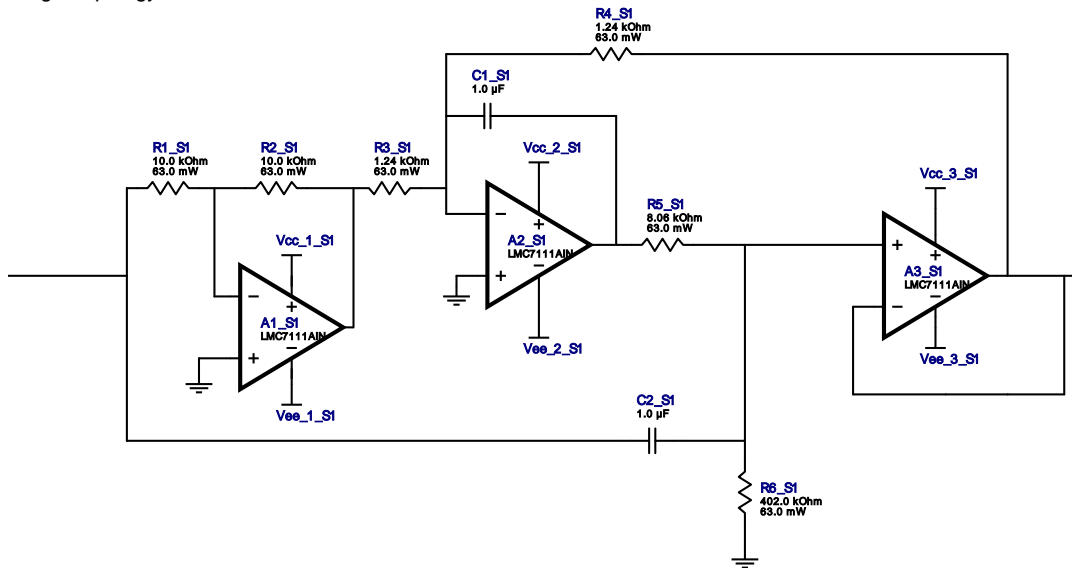 R4_S1
1.24 kOhm
63.0 mW
C1_S1
1.0 µF
R1_S1
10.0 kOhm
63.0 mW
R2_S1
10.0 kOhm
63.0 mW
R3_S1
1.24 kOhm
63.0 mW
Vcc_2_S1
Vcc_3_S1
R5_S1
8.06 kOhm
63.0 mW
−
+
A2_S1
LMC7111AIN
−
+
Vcc_1_S1
−
+
A1_S1
LMC7111AIN
−
+
+
+
A3_S1
LMC7111AIN
−
−
Vee_2_S1
Vee_3_S1
Vee_1_S1
C2_S1
1.0 µF
R6_S1
402.0 kOhm
63.0 mW